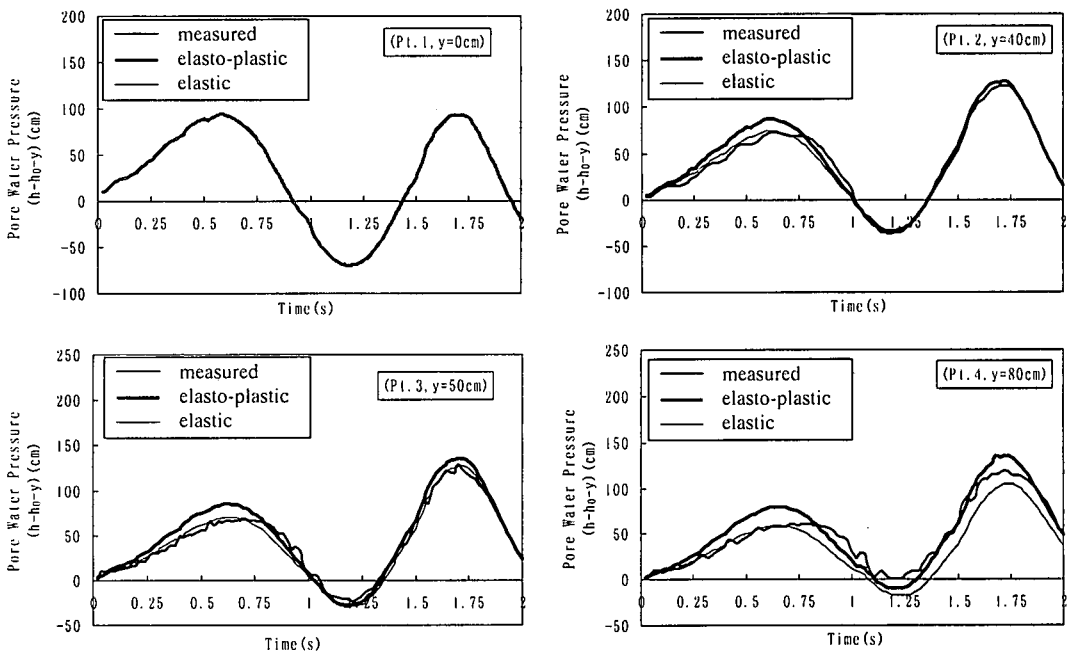 measured
elasto-plastic
elastic
(Pt.1, y=0cm)
200
150
100
50
0
-50
-100
Pore Water Pressure
(h-h0-y)(cm)
0 0.25 0.5 0.75 1 1.25 1.5 1.75 2
Time(s)
measured
elasto-plastic
elastic
(Pt.2, y=40cm)
200
150
100
50
0
-50
-100
Pore Water Pressure
(h-h0-y)(cm)
0 0.25 0.5 0.75 1 1.25 1.5 1.75 2
Time(s)
measured
elasto-plastic
elastic
(Pt.3, y=50cm)
250
200
150
100
50
0
-50
Pore Water Pressure
(h-h0-y)(cm)
0 0.25 0.5 0.75 1 1.25 1.5 1.75 2
Time(s)
measured
elasto-plastic
elastic
(Pt.4, y=80cm)
250
200
150
100
50
0
-50
Pore Water Pressure
(h-h0-y)(cm)
0 0.25 0.5 0.75 1 1.25 1.5 1.75 2
Time(s)